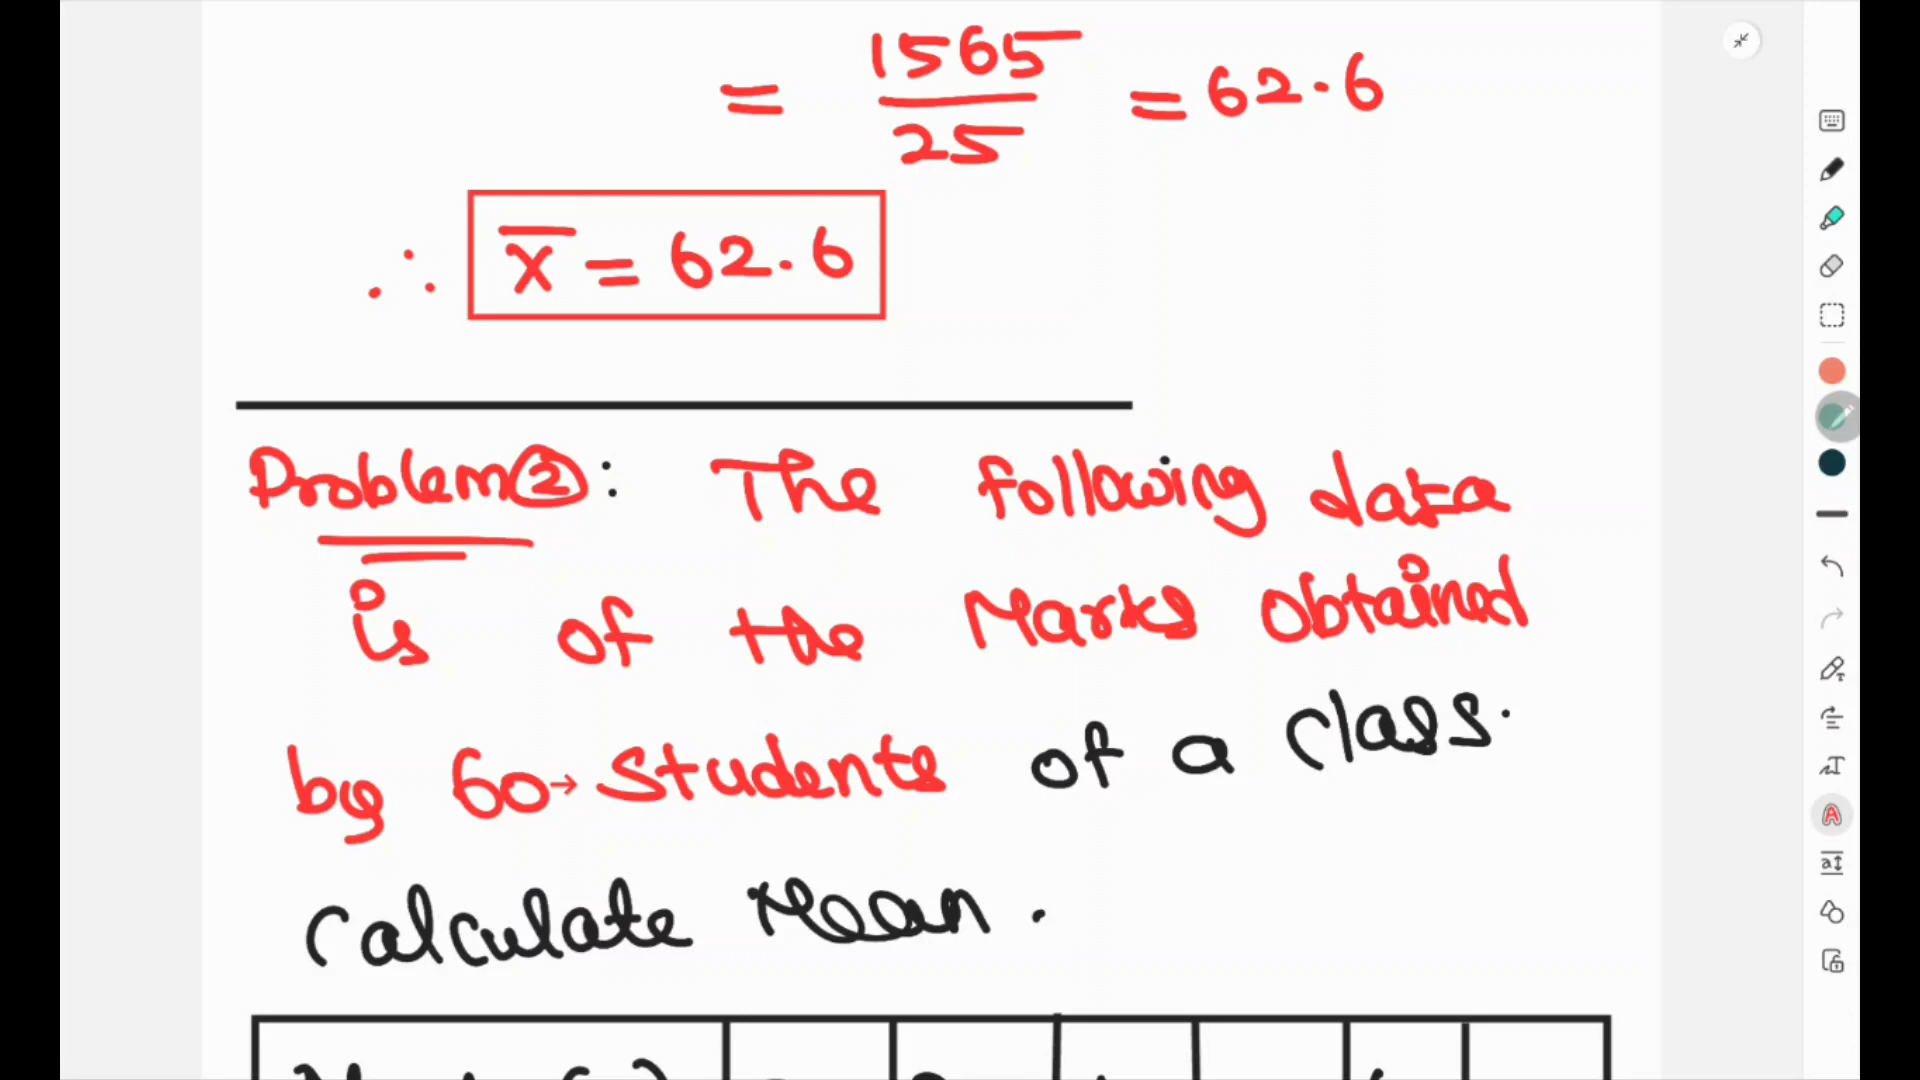 = 1565/25 = 62.6
∴ x̄ = 62.6
Problem②: The following data
is of the Marks obtained
by 60→Students of a class.
Calculate Mean.